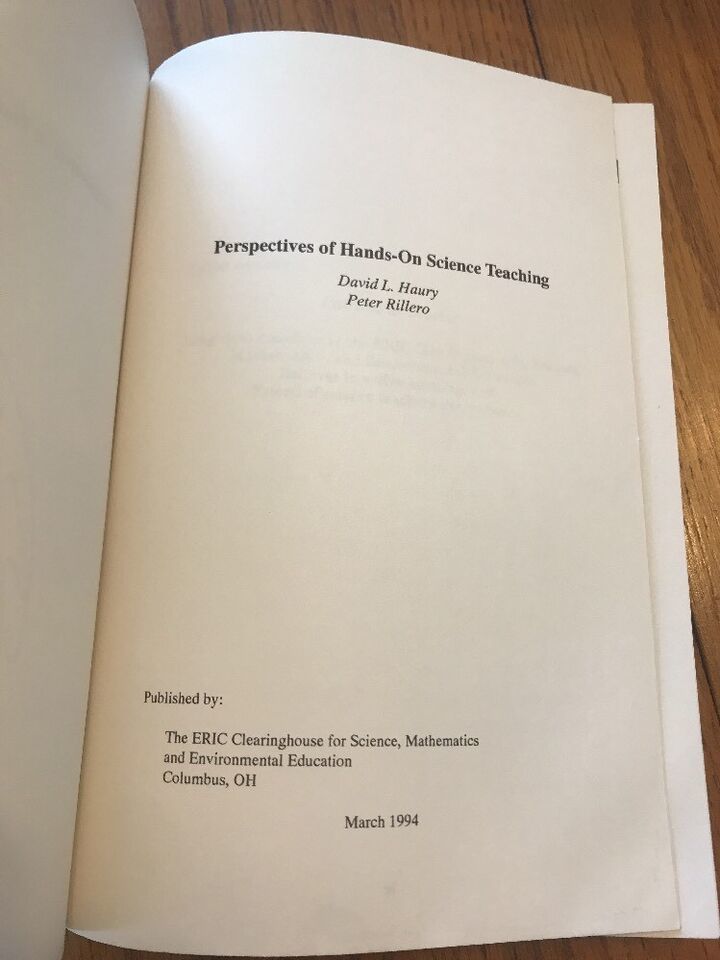 Perspectives of Hands-On Science Teaching
David L. Haury
Peter Rillero
Published by:
The ERIC Clearinghouse for Science, Mathematics
and Environmental Education
Columbus, OH
March 1994